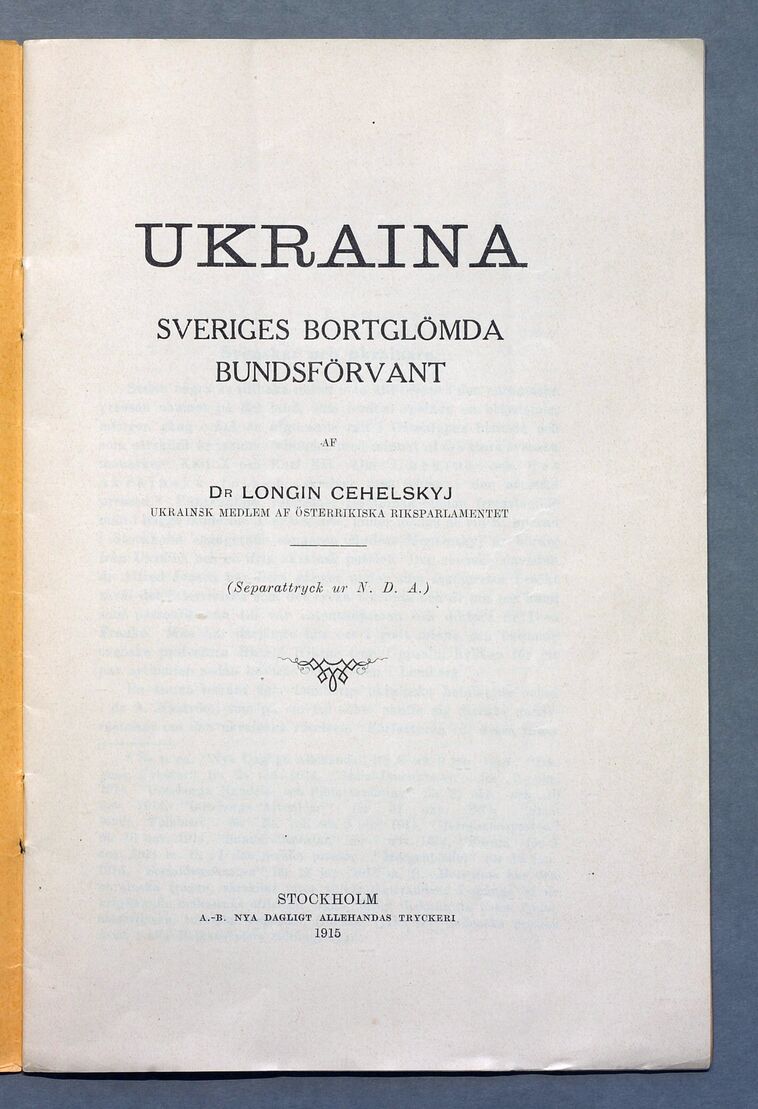 UKRAINA
SVERIGES BORTGLÖMDA
BUNDSFÖRVANT
AF
DR LONGIN CEHELSKYJ
UKRAINSK MEDLEM AF ÖSTERRIKISKA RIKSPARLAMENTET
(Separattryck ur N. D. A.)
STOCKHOLM
A.-B. NYA DAGLIGT ALLEHANDAS TRYCKERI
1915